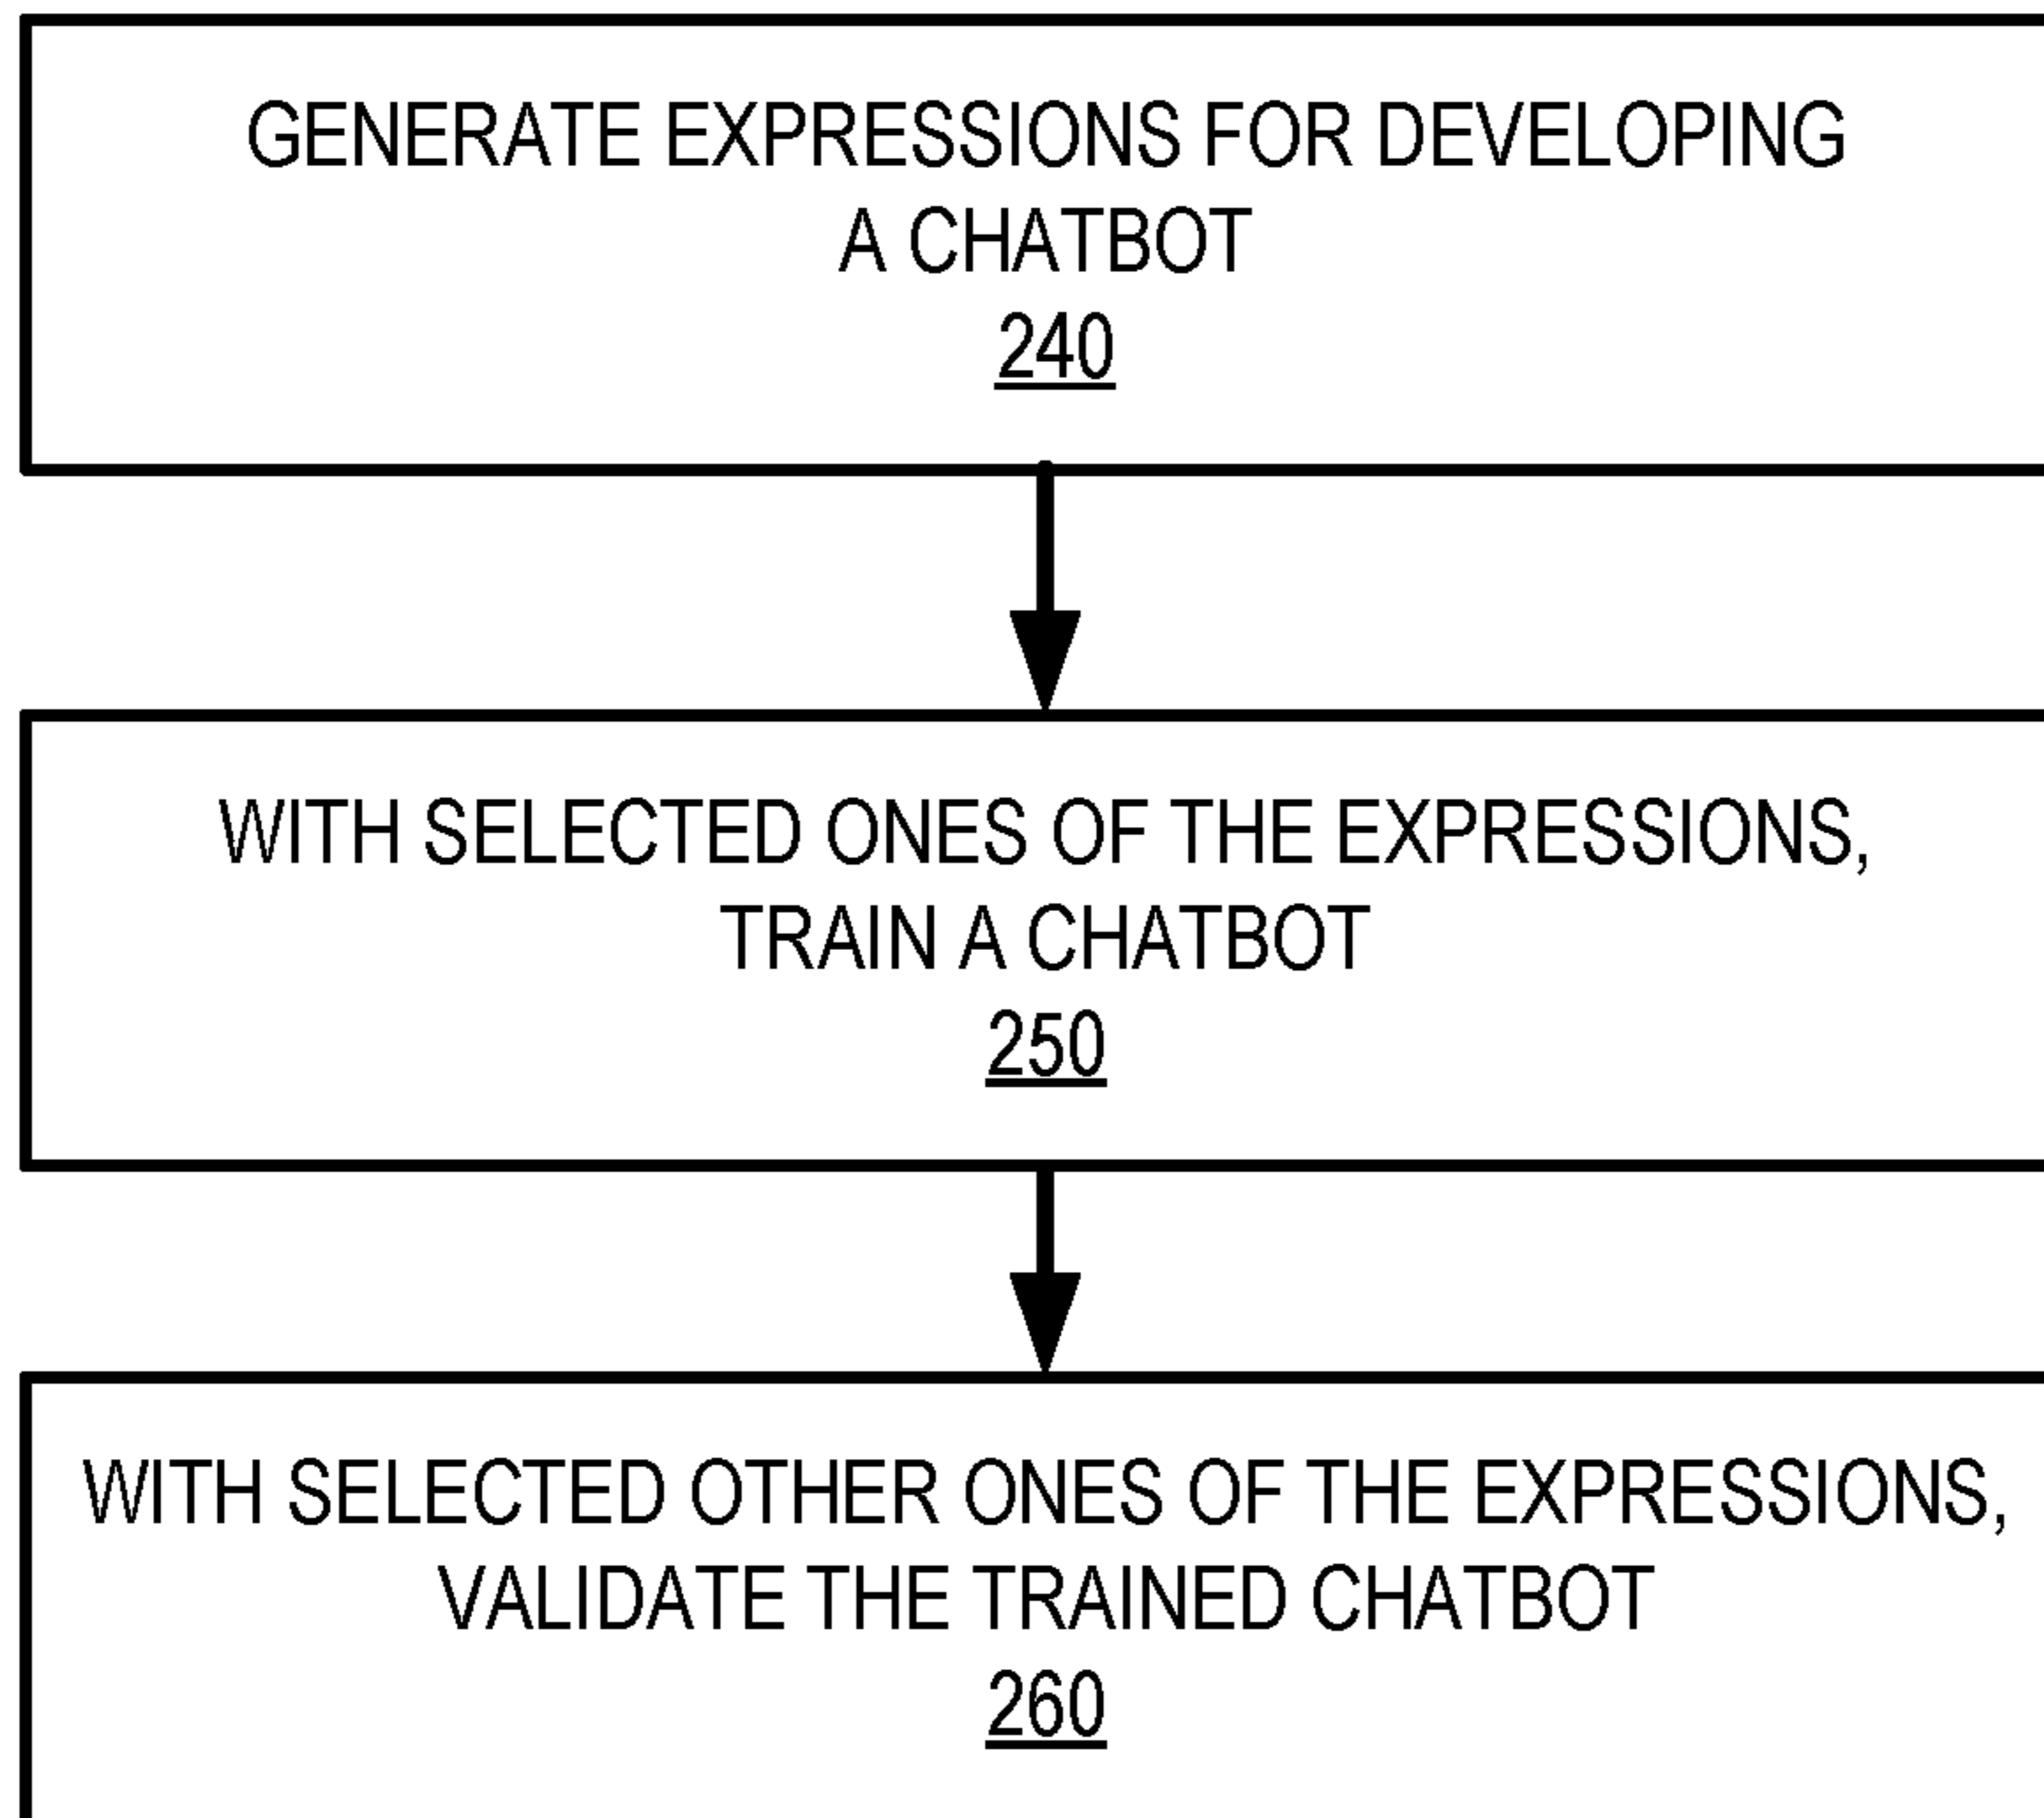 GENERATE EXPRESSIONS FOR DEVELOPING
A CHATBOT
240
WITH SELECTED ONES OF THE EXPRESSIONS,
TRAIN A CHATBOT
250
WITH SELECTED OTHER ONES OF THE EXPRESSIONS,
VALIDATE THE TRAINED CHATBOT
260